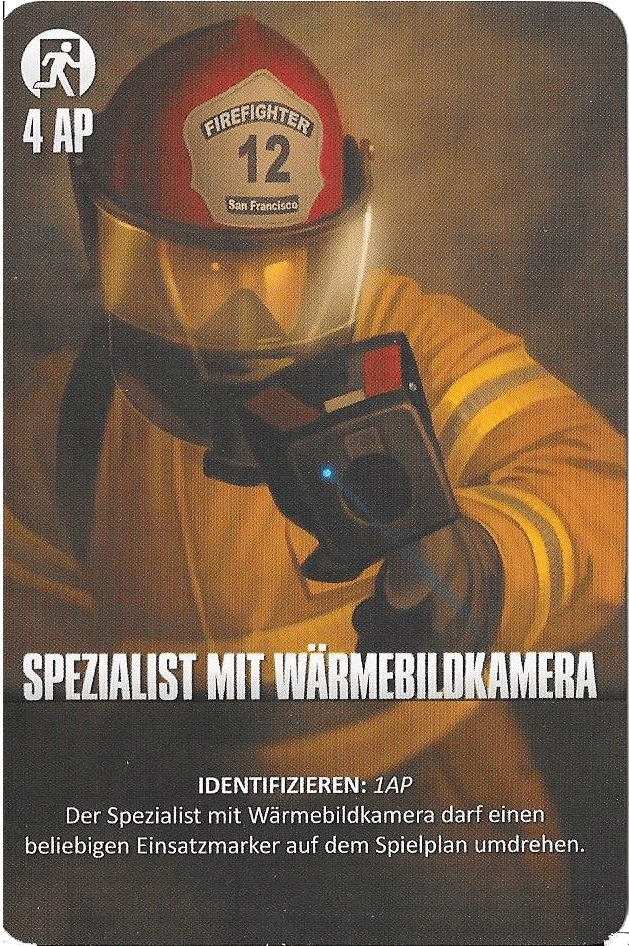 4 AP
FIREFIGHTER
12
San Francisco
SPEZIALIST MIT WÄRMEBILDKAMERA
IDENTIFIZIEREN: 1AP
Der Spezialist mit Wärmebildkamera darf einen
beliebigen Einsatzmarker auf dem Spielplan umdrehen.